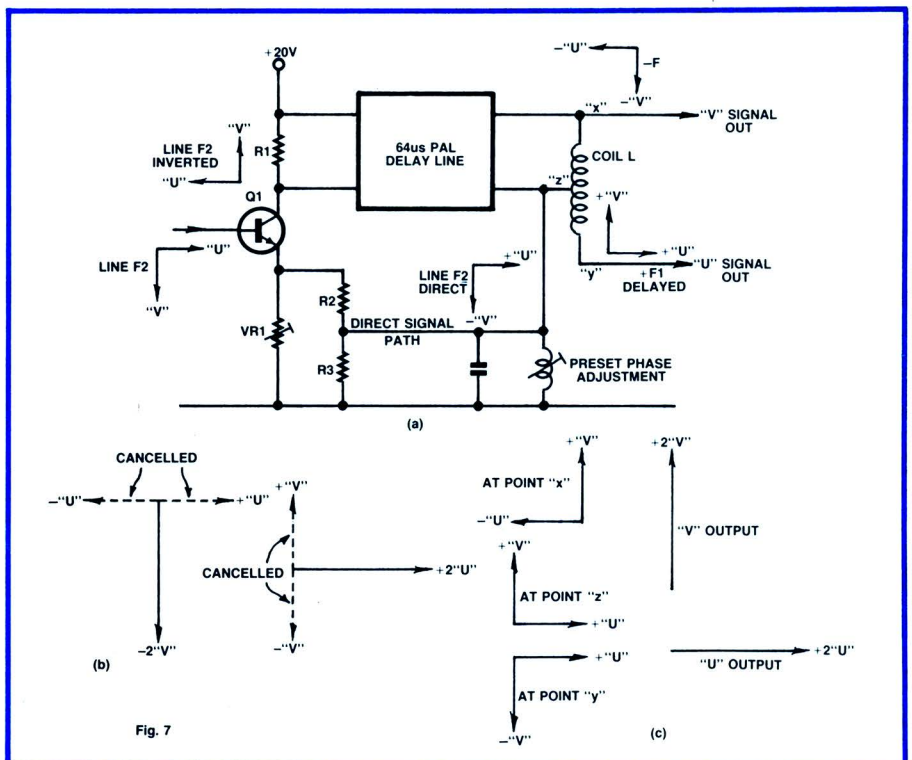 +20V
"V"
LINE F2
INVERTED
"U"
R1
Q1
"U"
LINE F2
"V"
VR1
R2
R3
64us PAL
DELAY LINE
DIRECT SIGNAL
PATH
LINE F2
DIRECT
+"U"
–"V"
–"U"
–F
–"V"
"x"
"V" SIGNAL
OUT
COIL L
"z"
+"V"
+"U"
"y"
+F1
DELAYED
"U" SIGNAL
OUT
PRESET PHASE
ADJUSTMENT
(a)
CANCELLED
–"U"
+"U"
–2"V"
+"V"
CANCELLED
+2"U"
–"V"
(b)
+"V"
AT POINT "x"
–"U"
+"V"
AT POINT "z"
+"U"
+"U"
AT POINT "y"
–"V"
+2"V"
"V" OUTPUT
+2"U"
"U" OUTPUT
(c)
Fig. 7